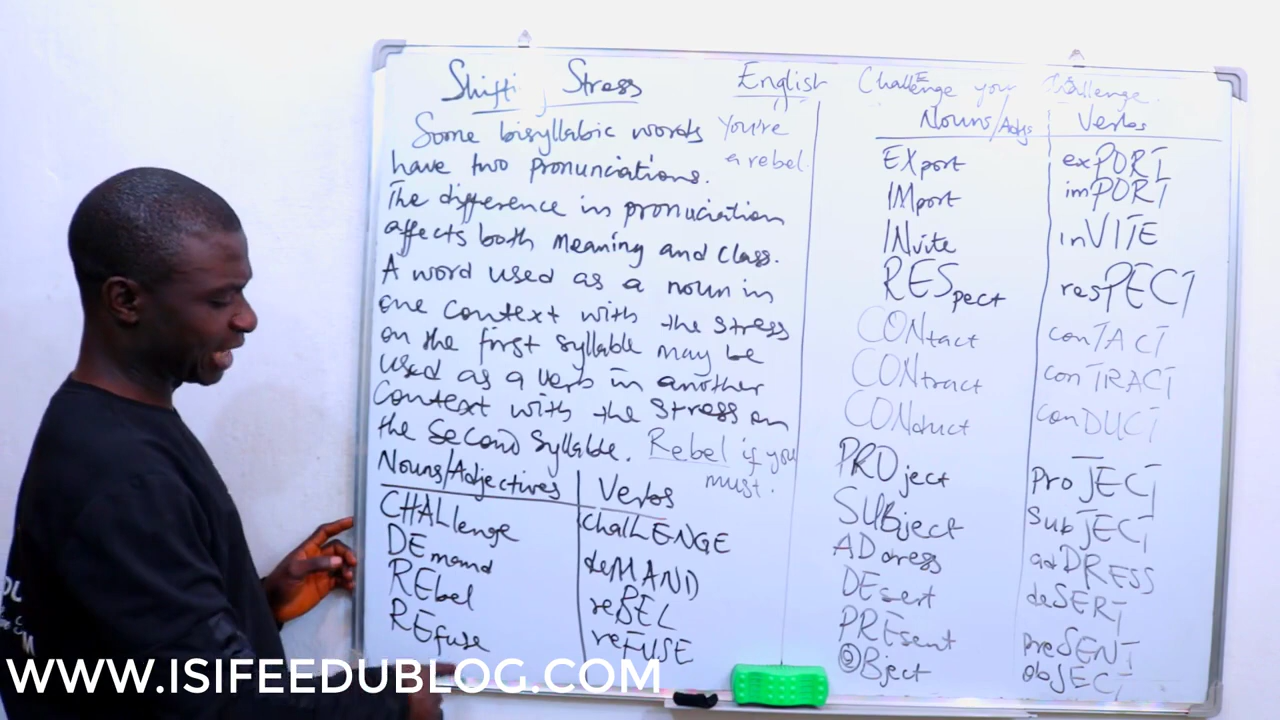 Shifti Stress English Challenge your Challenge.
Some bisyllabic words You're
have two pronunciations. a rebel.
The difference in pronuciation
affects both meaning and class.
A word used as a noun in
one context with the stress
on the first syllable may be
used as a verb in another
context with the stress on
the second syllable. Rebel if you
must.
Nouns/Adjectives Verbs
CHALlenge chalLENGE
DEmand deMAND
REbel reBEL
REfuse reFUSE
Nouns/Adjs Verbs
EXport exPORT
IMport imPORT
INvite inVITE
RESpect resPECT
CONtact conTACT
CONtract conTRACT
CONduct conDUCT
PROject ProJECT
SUBject SubJECT
ADdress adDRESS
DEsert deSERT
PREsent preSENT
OBject obJECT
WWW.ISIFEEDUBLOG.COM